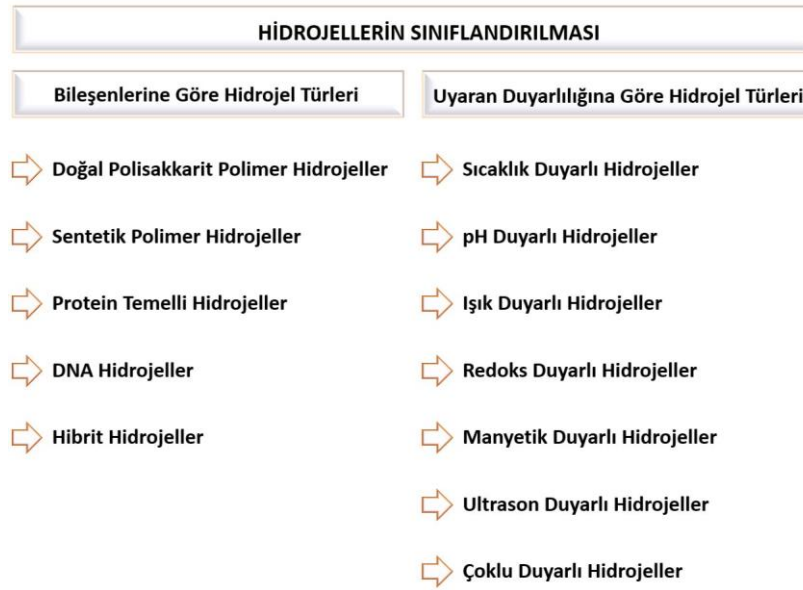 HİDROJELLERİN SINIFLANDIRILMASI
Bileşenlerine Göre Hidrojel Türleri
Doğal Polisakkarit Polimer Hidrojeller
Sentetik Polimer Hidrojeller
Protein Temelli Hidrojeller
DNA Hidrojeller
Hibrit Hidrojeller
Uyaran Duyarlılığına Göre Hidrojel Türleri
Sıcaklık Duyarlı Hidrojeller
pH Duyarlı Hidrojeller
Işık Duyarlı Hidrojeller
Redoks Duyarlı Hidrojeller
Manyetik Duyarlı Hidrojeller
Ultrason Duyarlı Hidrojeller
Çoklu Duyarlı Hidrojeller